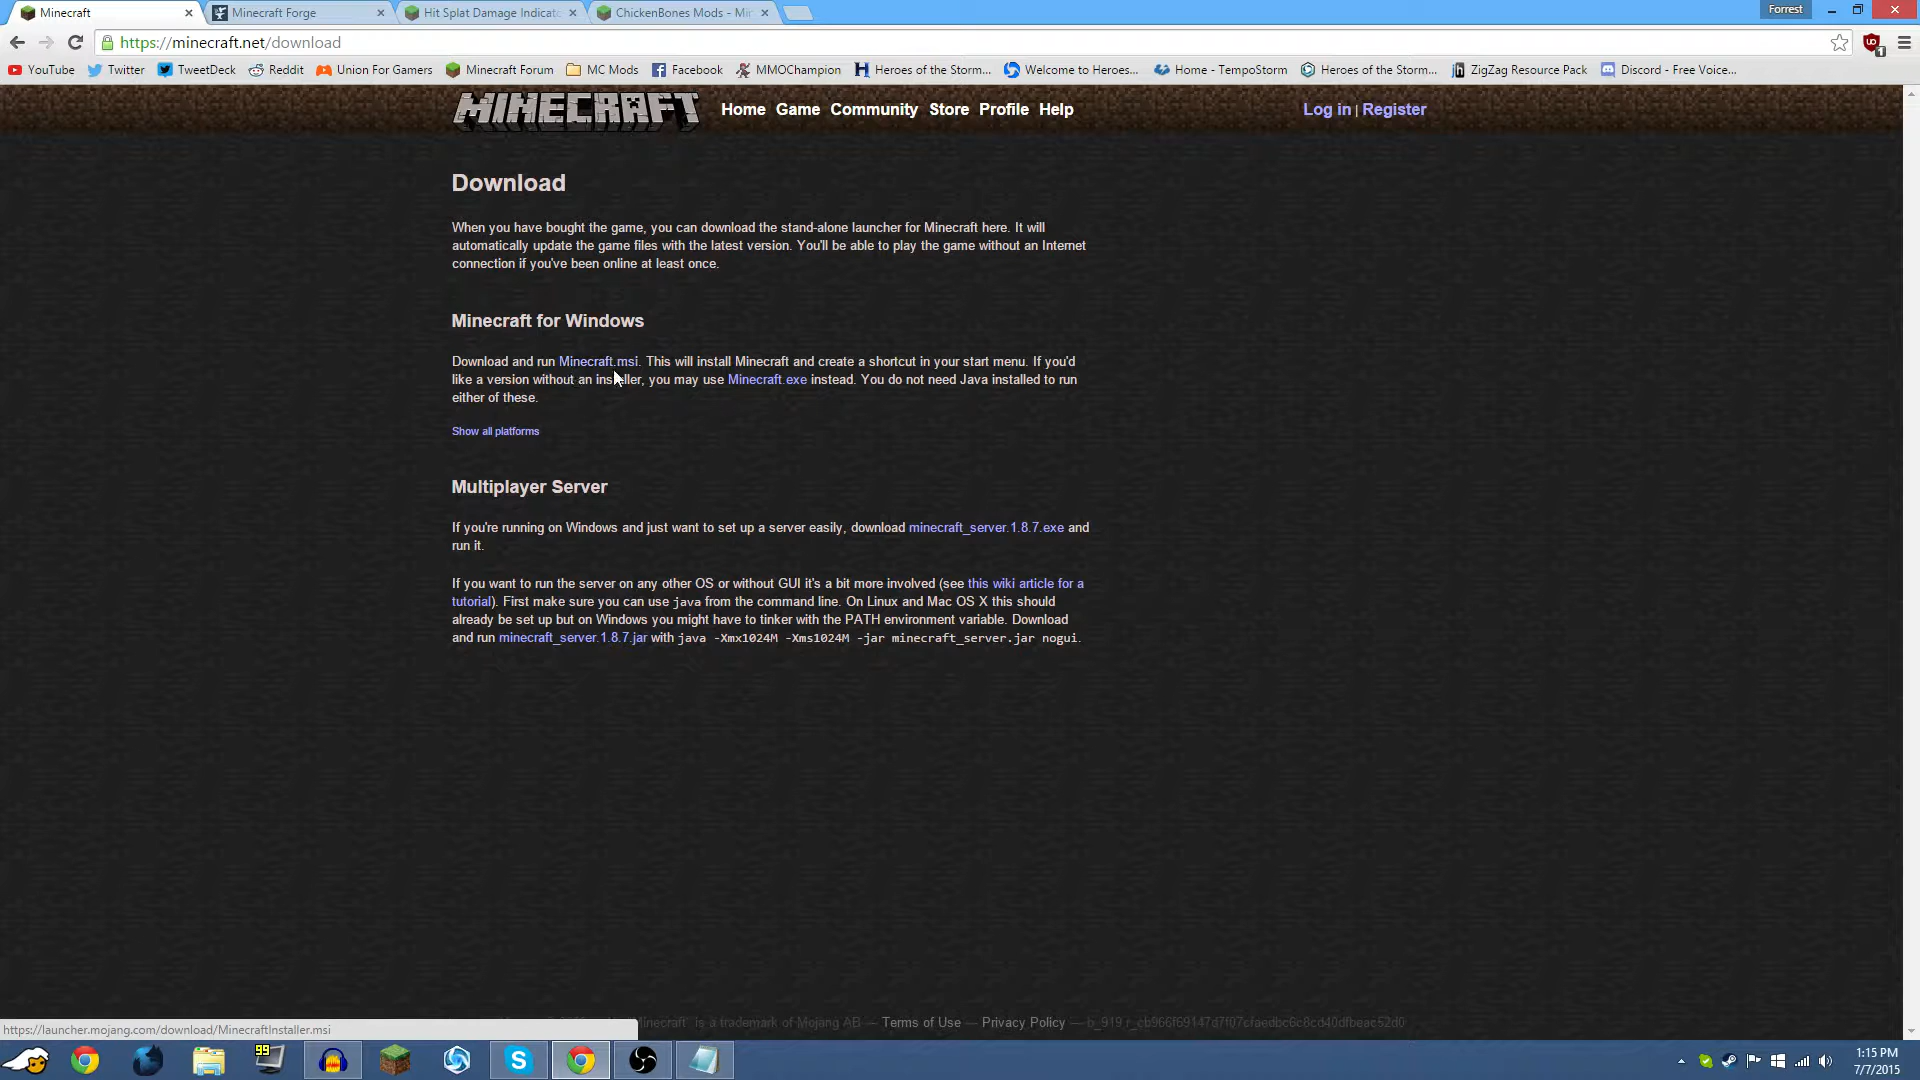 Minecraft
Minecraft Forge
Hit Splat Damage Indicat
ChickenBones Mods - Mi
Forrest
https://minecraft.net/download
YouTube
Twitter
TweetDeck
Reddit
Union For Gamers
Minecraft Forum
MC Mods
Facebook
MMOChampion
Heroes of the Storm...
Welcome to Heroes...
Home - TempoStorm
Heroes of the Storm...
ZigZag Resource Pack
Discord - Free Voice...
MINECRAFT
Home Game Community Store Profile Help
Log in | Register
Download
When you have bought the game, you can download the stand-alone launcher for Minecraft here. It will
automatically update the game files with the latest version. You'll be able to play the game without an Internet
connection if you've been online at least once.
Minecraft for Windows
Download and run Minecraft.msi. This will install Minecraft and create a shortcut in your start menu. If you'd
like a version without an installer, you may use Minecraft.exe instead. You do not need Java installed to run
either of these.
Show all platforms
Multiplayer Server
If you're running on Windows and just want to set up a server easily, download minecraft_server.1.8.7.exe and
run it.
If you want to run the server on any other OS or without GUI it's a bit more involved (see this wiki article for a
tutorial). First make sure you can use java from the command line. On Linux and Mac OS X this should
already be set up but on Windows you might have to tinker with the PATH environment variable. Download
and run minecraft_server.1.8.7.jar with java -Xmx1024M -Xms1024M -jar minecraft_server.jar nogui.
"Minecraft" is a trademark of Mojang AB — Terms of Use — Privacy Policy —
https://launcher.mojang.com/download/MinecraftInstaller.msi
99
1:15 PM
7/7/2015